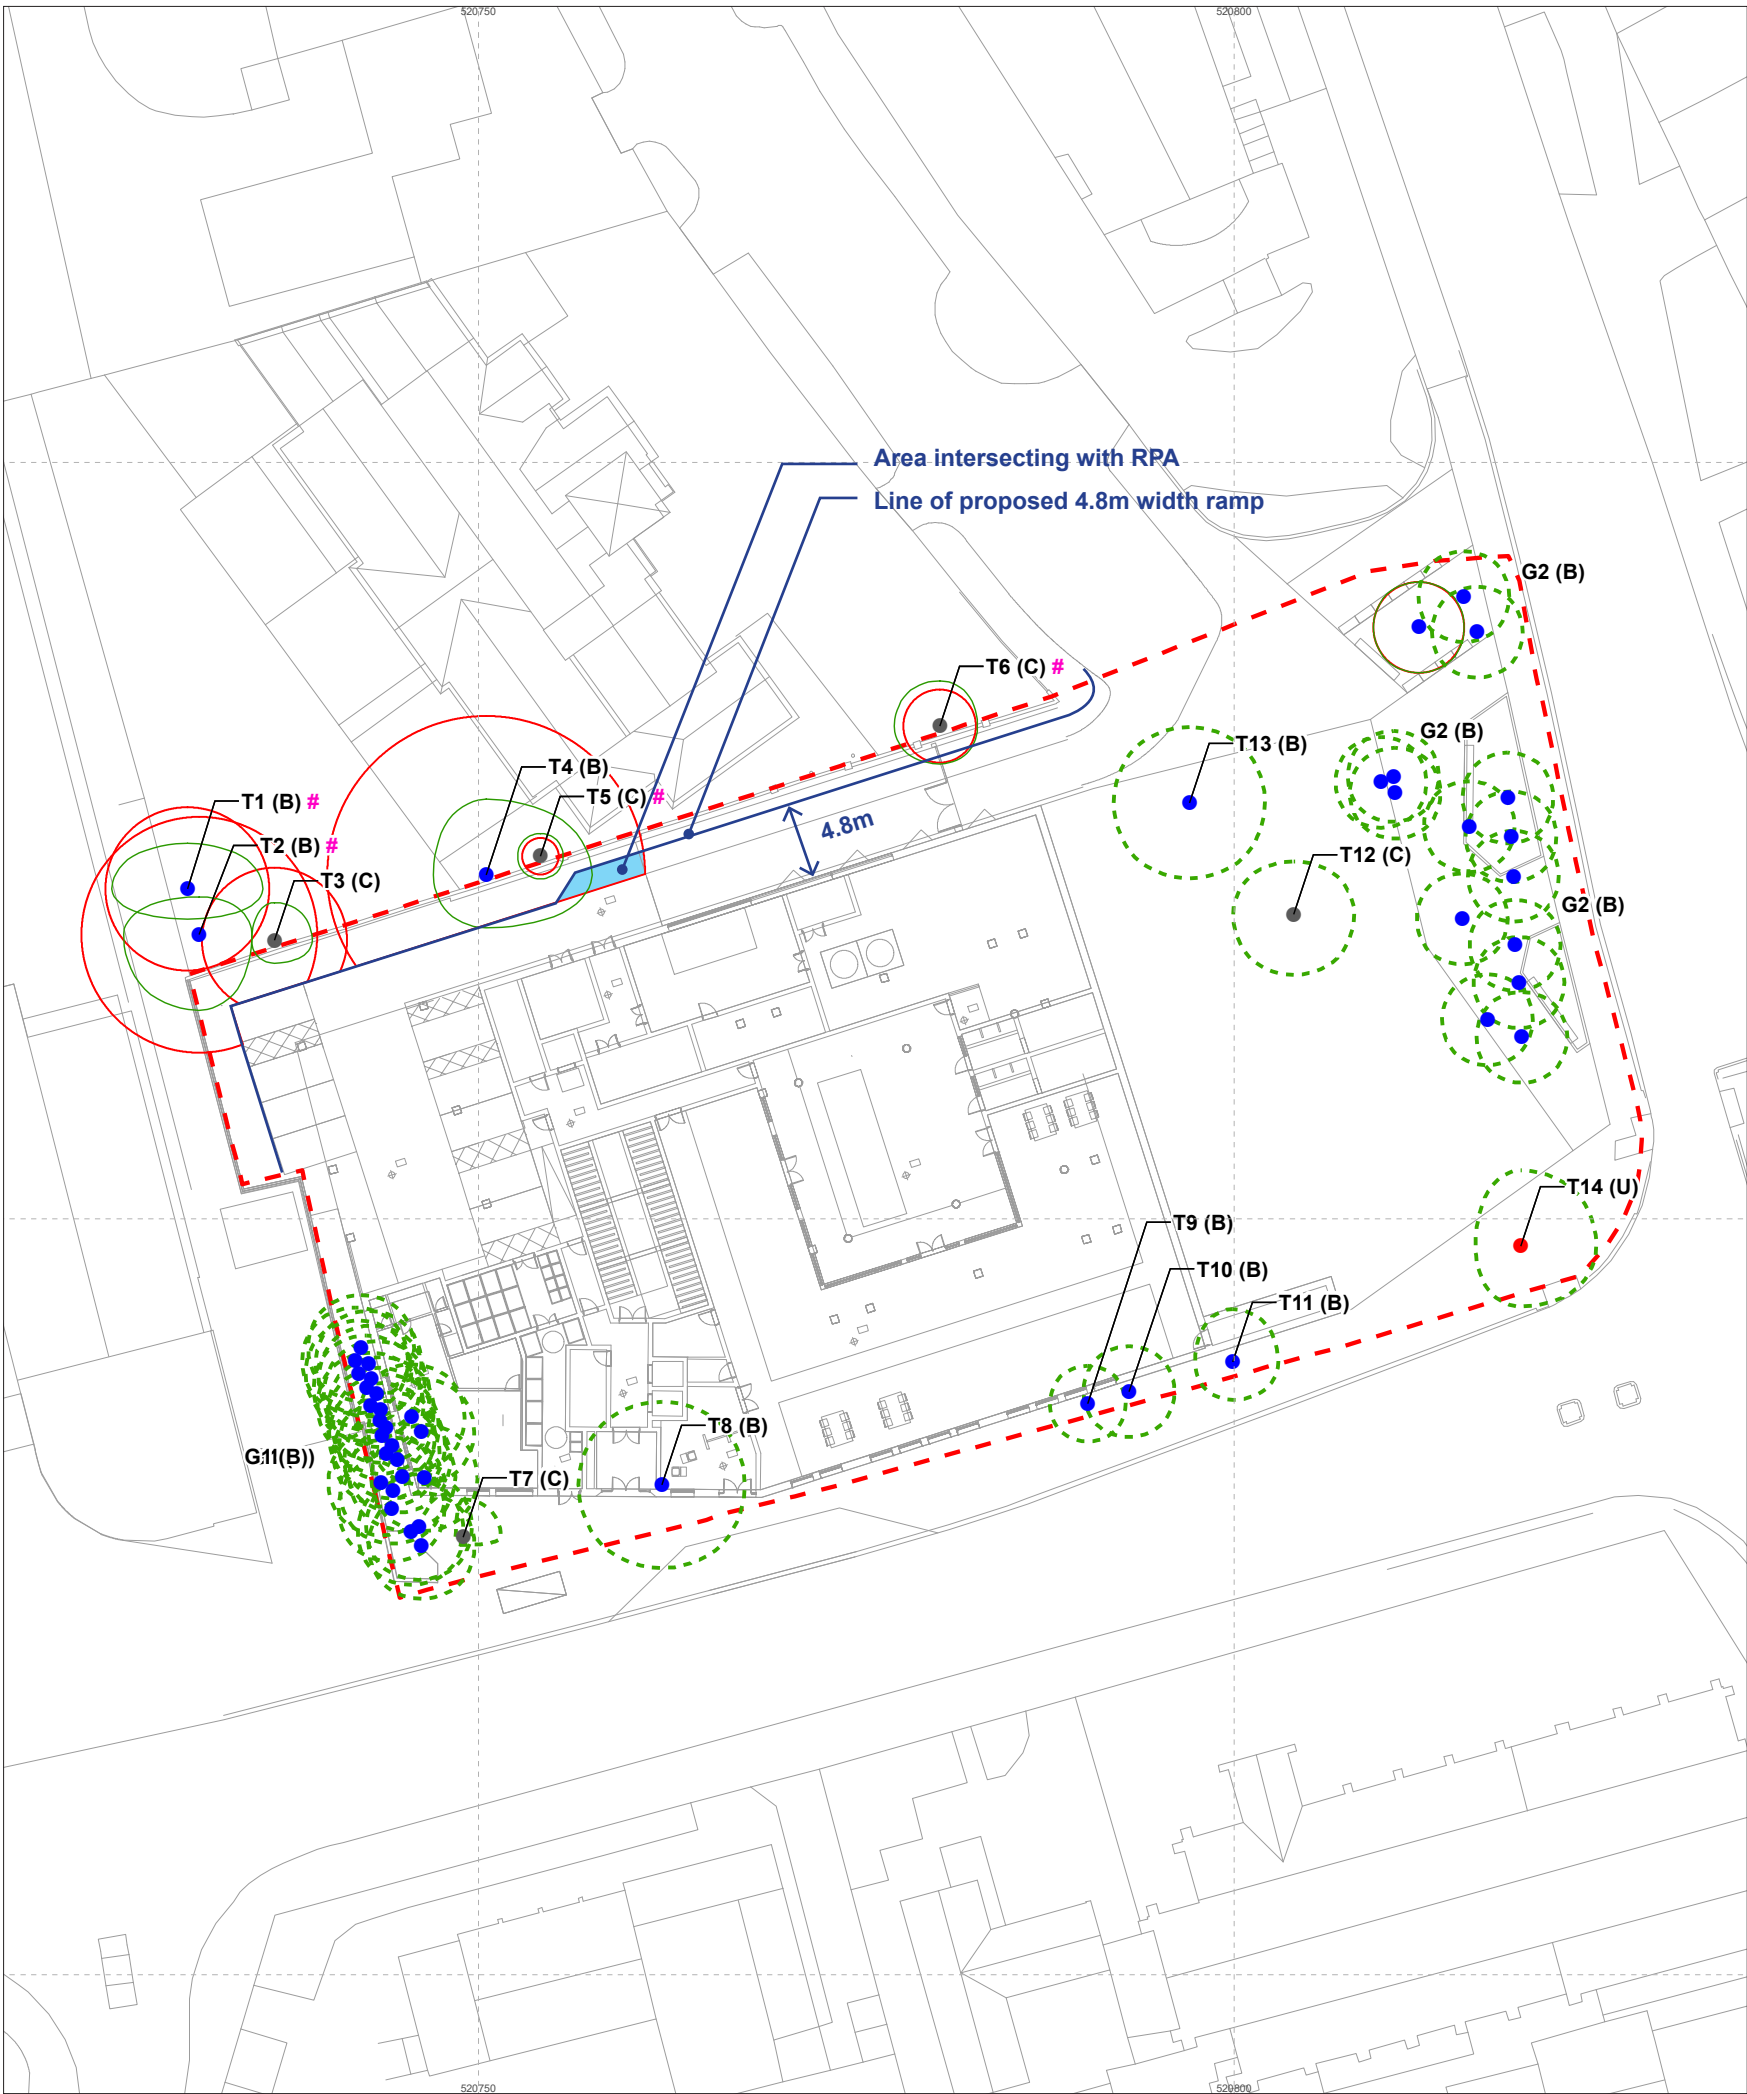 520750
520800
Area intersecting with RPA
Line of proposed 4.8m width ramp
G2 (B)
T6 (C) #
G2 (B)
T13 (B)
T4 (B)
T5 (C) #
T1 (B) #
4.8m
T2 (B) #
T12 (C)
T3 (C)
G2 (B)
T14 (U)
T9 (B)
T10 (B)
T11 (B)
T8 (B)
T7 (C)
520750
520800